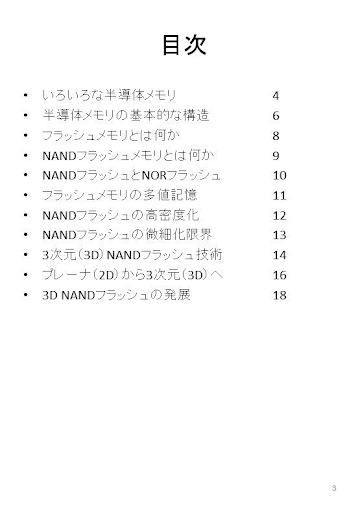 目次
• いろいろな半導体メモリ 4
• 半導体メモリの基本的な構造 6
• フラッシュメモリとは何か 8
• NANDフラッシュメモリとは何か 9
• NANDフラッシュとNORフラッシュ 10
• フラッシュメモリの多値記憶 11
• NANDフラッシュの高密度化 12
• NANDフラッシュの微細化限界 13
• 3次元（3D）NANDフラッシュ技術 14
• プレーナ（2D）から3次元（3D）へ 16
• 3D NANDフラッシュの発展 18
3